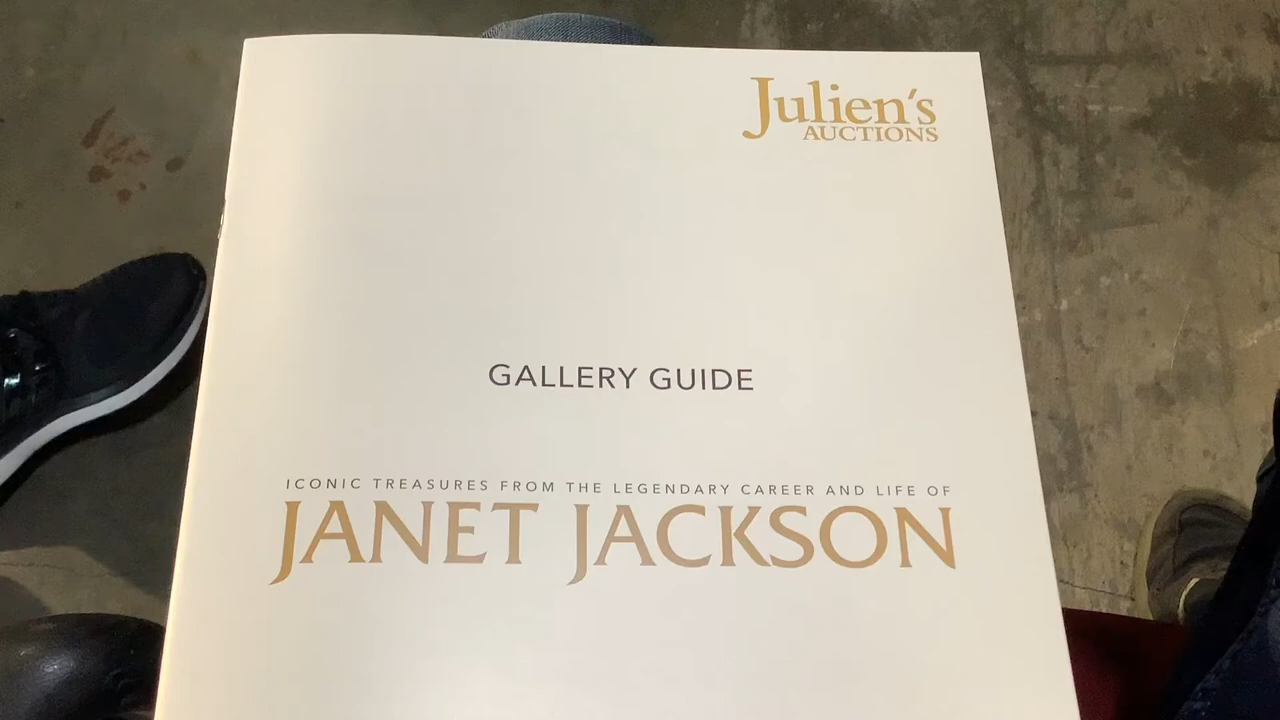 Julien's
AUCTIONS
GALLERY GUIDE
ICONIC TREASURES FROM THE LEGENDARY CAREER AND LIFE OF
JANET JACKSON